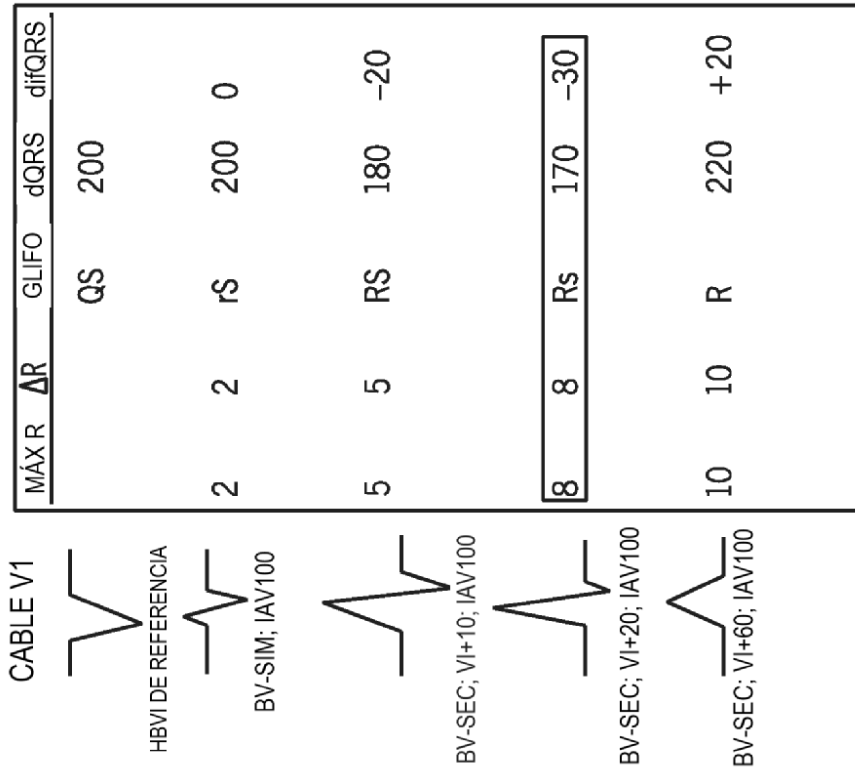 CABLE V1
MÁX R ΔR GLIFO dQRS difQRS
QS 200
HBVI DE REFERENCIA
2 2 rS 200 0
BV-SIM; IAV100
5 5 RS 180 −20
BV-SEC; VI+10; IAV100
8 8 Rs 170 −30
BV-SEC; VI+20; IAV100
10 10 R 220 +20
BV-SEC; VI+60; IAV100